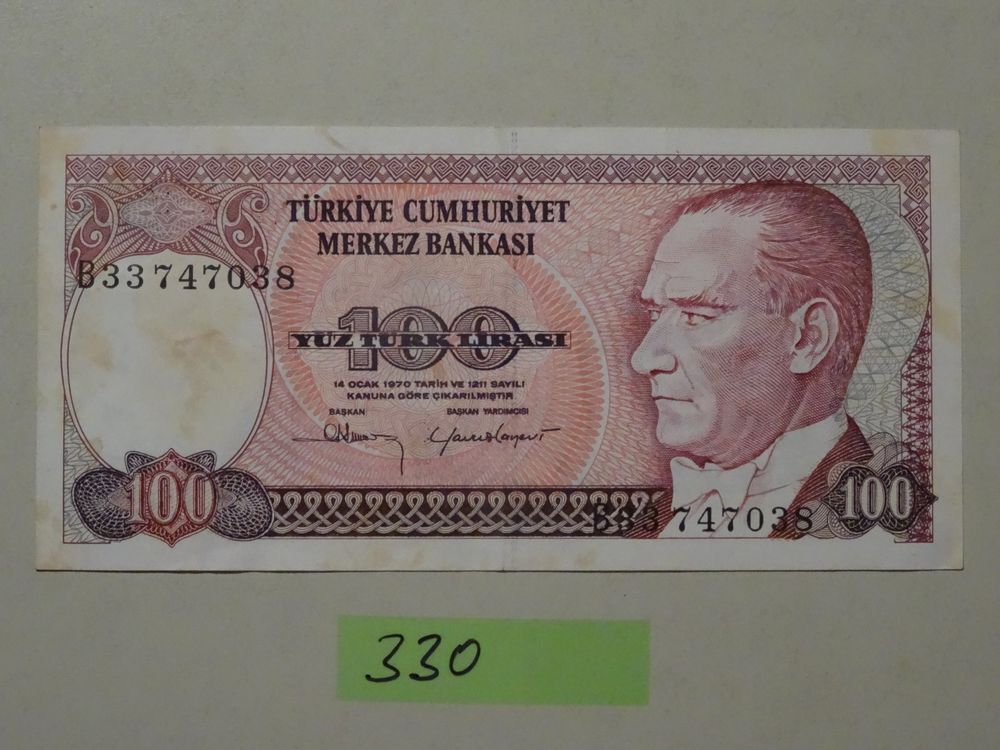 TÜRKİYE CUMHURİYET
MERKEZ BANKASI
B33747038
100
YÜZ TÜRK LİRASI
14 OCAK 1970 TARİH VE 1211 SAYILI
KANUNA GÖRE ÇIKARILMIŞTIR
BAŞKAN BAŞKAN YARDIMCISI
100
B33 747038
100
330